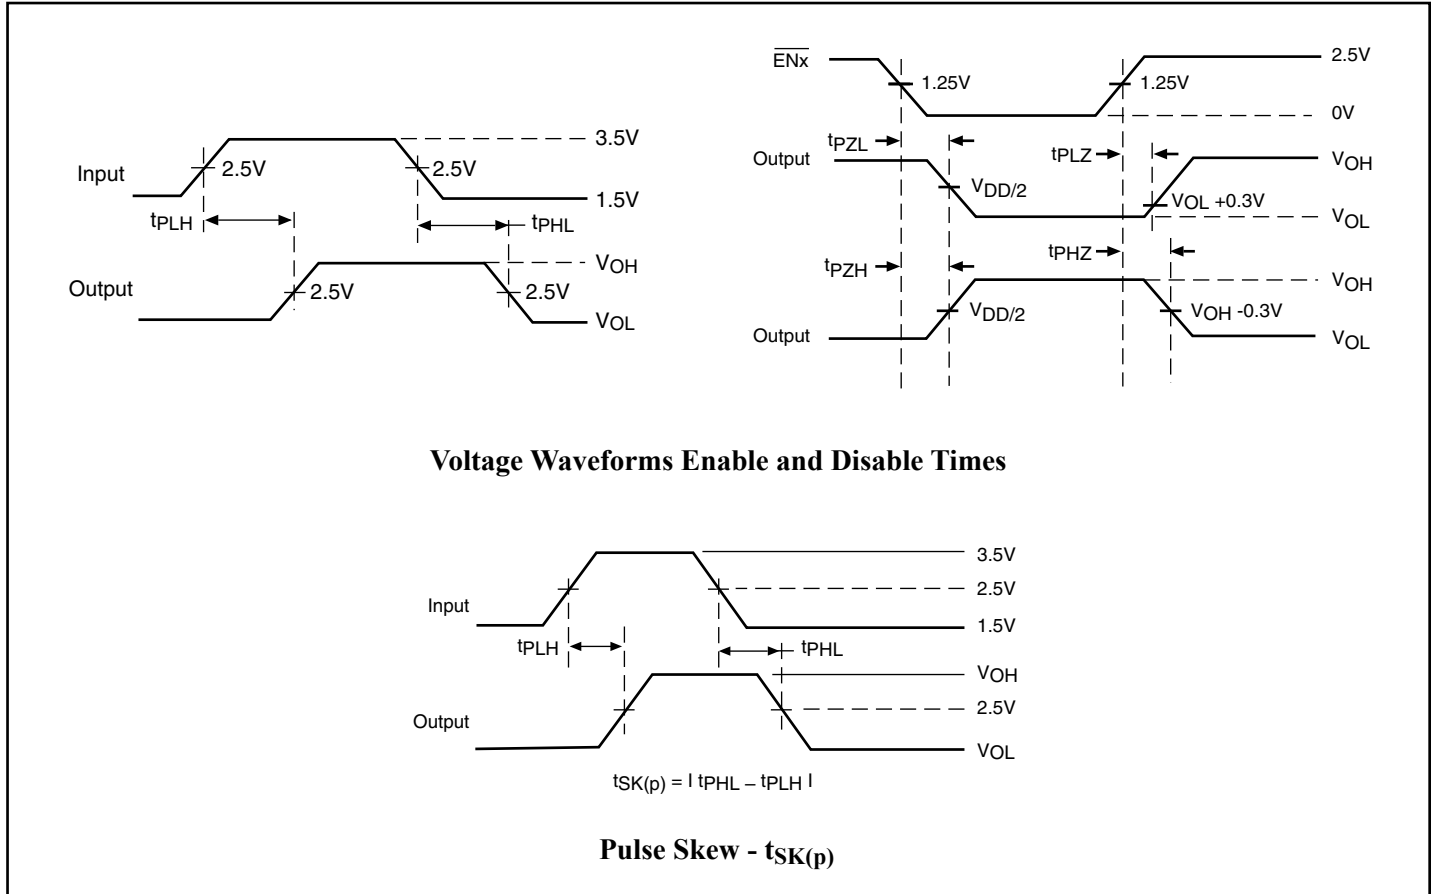 Input
2.5V
2.5V
3.5V
1.5V
tPLH
tPHL
Output
2.5V
2.5V
VOH
VOL
ENx
1.25V
1.25V
2.5V
0V
tPZL
tPLZ
Output
VDD/2
VOL +0.3V
VOH
VOL
tPZH
tPHZ
Output
VDD/2
VOH -0.3V
VOH
VOL
Voltage Waveforms Enable and Disable Times
Input
3.5V
2.5V
1.5V
tPLH
tPHL
Output
VOH
2.5V
VOL
tSK(p) = I tPHL – tPLH I
Pulse Skew - tSK(p)